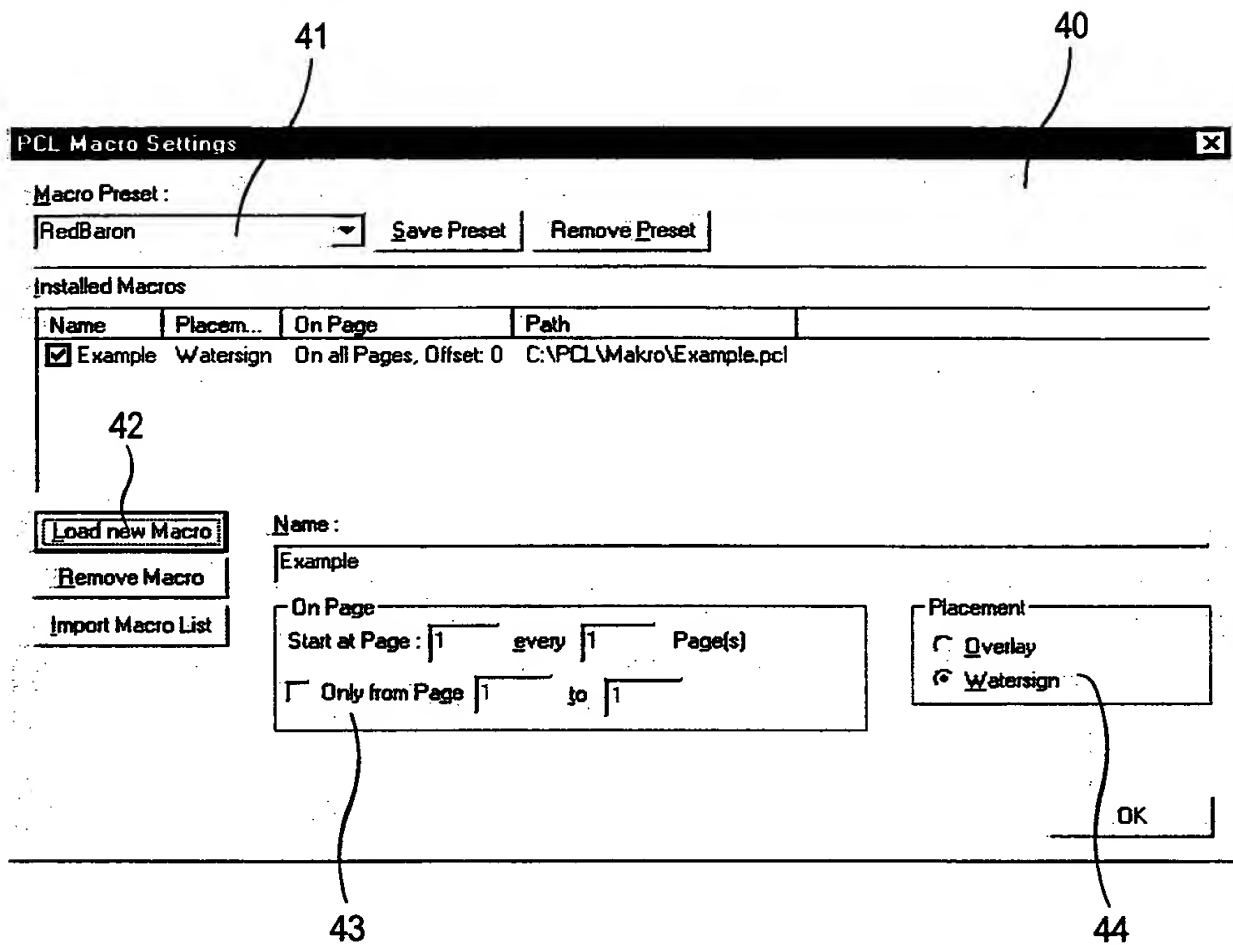 41 40
PCL Macro Settings
Macro Preset :
RedBaron Save Preset Remove Preset
Installed Macros
Name Placem... On Page Path
Example Watersign On all Pages, Offset: 0 C:\PCL\Makro\Example.pcl
42
Load new Macro Name :
Remove Macro Example
Import Macro List On Page Placement
Start at Page : 1 every 1 Page(s) Overlay
Only from Page 1 to 1 Watersign
OK
43 44